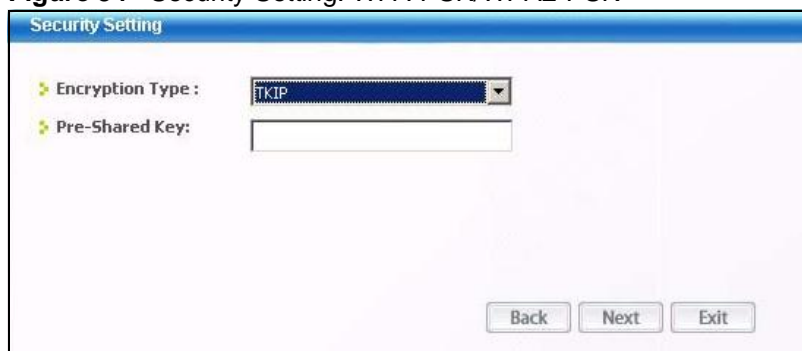 Security Setting
Encryption Type :
TKIP
Pre-Shared Key:
Back Next Exit